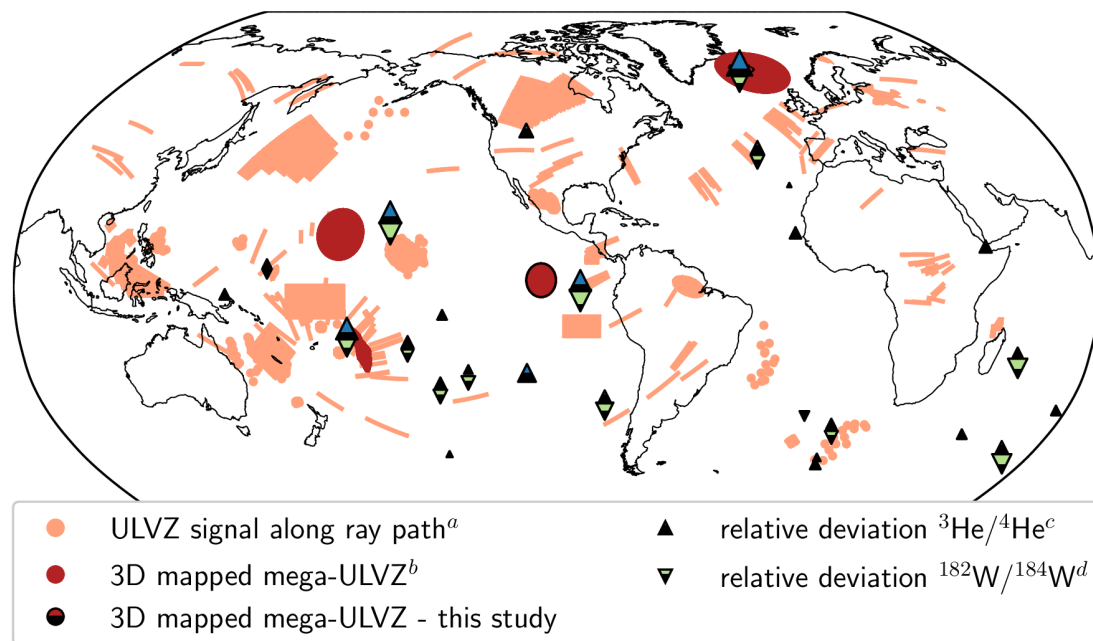 ULVZ signal along ray path^a
3D mapped mega-ULVZ^b
3D mapped mega-ULVZ - this study
relative deviation ³He/⁴He^c
relative deviation ¹⁸²W/¹⁸⁴W^d